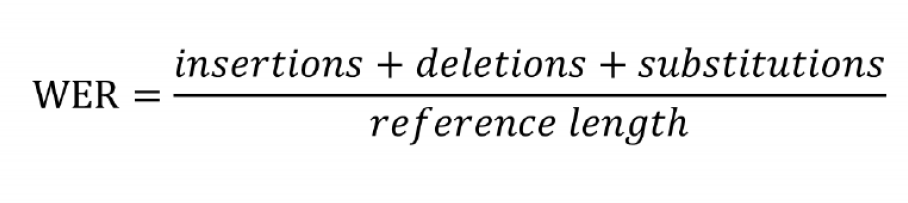 WER = insertions + deletions + substitutions
reference length